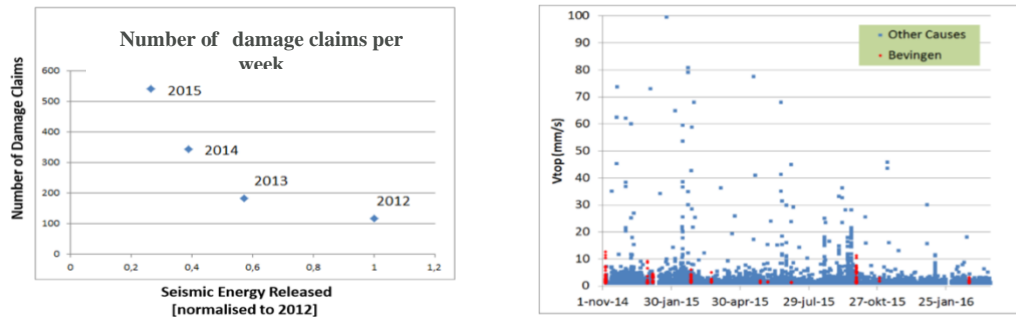 Number of damage claims per
week
Number of Damage Claims
600
500
400
300
200
100
0
2015
2014
2013
2012
0 0,2 0,4 0,6 0,8 1 1,2
Seismic Energy Released
[normalised to 2012]
Vtop (mm/s)
100
90
80
70
60
50
40
30
20
10
0
Other Causes
Bevingen
1-nov-14 30-jan-15 30-apr-15 29-jul-15 27-okt-15 25-jan-16